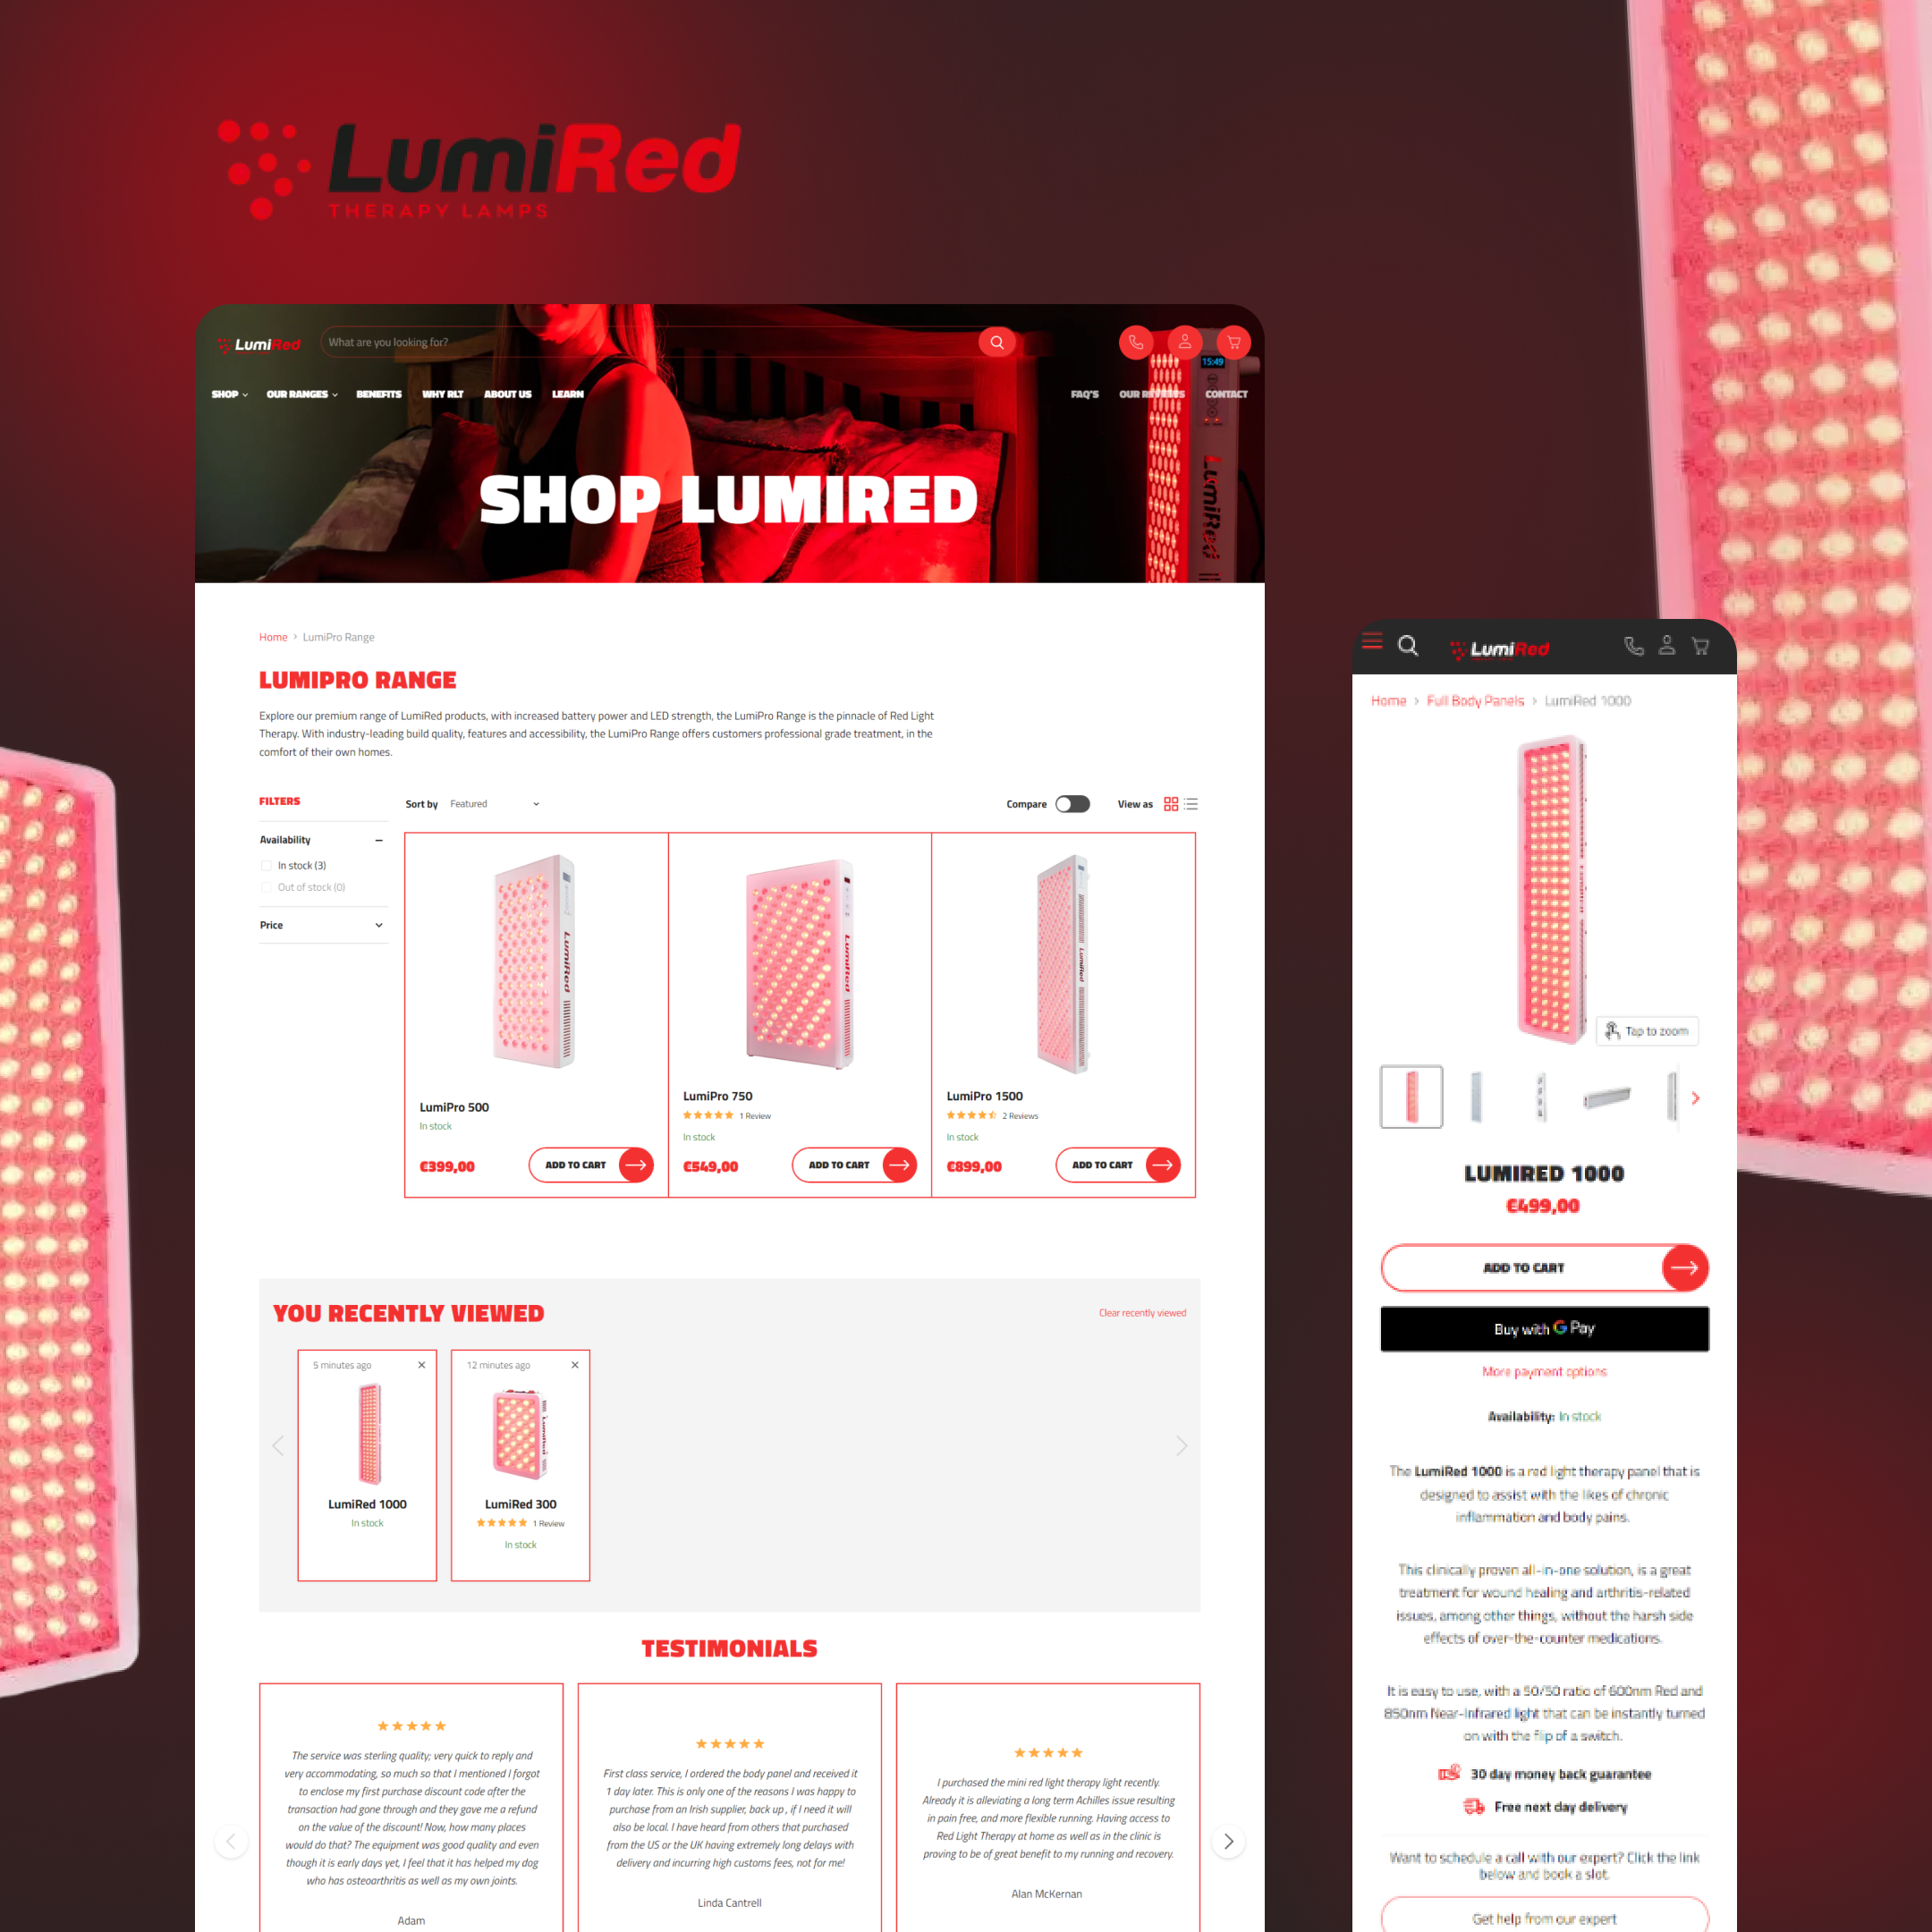 LumiRed
THERAPY LAMPS
LumiRed
What are you looking for?
SHOP
OUR RANGES
BENEFITS
WHY RLT
ABOUT US
LEARN
FAQ'S
OUR REVIEWS
CONTACT
15:49
LumiRed
SHOP LUMIRED
Home > LumiPro Range
LUMIPRO RANGE
Explore our premium range of LumiRed products, with increased battery power and LED strength, the LumiPro Range is the pinnacle of Red Light
Therapy. With industry-leading build quality, features and accessibility, the LumiPro Range offers customers professional grade treatment, in the
comfort of their own homes.
FILTERS
Availability
In stock (3)
Out of stock (0)
Price
Sort by Featured
Compare
View as
LumiRed
LumiPro 500
In stock
€399,00
ADD TO CART
LumiRed
LumiPro 750
1 Review
In stock
€549,00
ADD TO CART
LumiRed
LumiPro 1500
2 Reviews
In stock
€899,00
ADD TO CART
YOU RECENTLY VIEWED
Clear recently viewed
5 minutes ago
LumiRed 1000
In stock
12 minutes ago
LumiRed
LumiRed 300
1 Review
In stock
TESTIMONIALS
The service was sterling quality; very quick to reply and
very accommodating, so much so that I mentioned I forgot
to enclose my first purchase discount code after the
transaction had gone through and they gave me a refund
on the value of the discount! Now, how many places
would do that? The equipment was good quality and even
though it is early days yet, I feel that it has helped my dog
who has osteoarthritis as well as my own joints.
Adam
First class service, I ordered the body panel and received it
1 day later. This is only one of the reasons I was happy to
purchase from an Irish supplier, back up , if I need it will
also be local. I have heard from others that purchased
from the US or the UK having extremely long delays with
delivery and incurring high customs fees, not for me!
Linda Cantrell
I purchased the mini red light therapy light recently.
Already it is alleviating a long term Achilles issue resulting
in pain free, and more flexible running. Having access to
Red Light Therapy at home as well as in the clinic is
proving to be of great benefit to my running and recovery.
Alan McKernan
LumiRed
Home > Full Body Panels > LumiRed 1000
Tap to zoom
LUMIRED 1000
€499,00
ADD TO CART
Buy with G Pay
More payment options
Availability: In stock
The LumiRed 1000 is a red light therapy panel that is
designed to assist with the likes of chronic
inflammation and body pains.
This clinically proven all-in-one solution, is a great
treatment for wound healing and arthritis-related
issues, among other things, without the harsh side
effects of over-the-counter medications.
It is easy to use, with a 50/50 ratio of 600nm Red and
850nm Near-Infrared light that can be instantly turned
on with the flip of a switch.
30 day money back guarantee
Free next day delivery
Want to schedule a call with our expert? Click the link
below and book a slot.
Get help from our expert